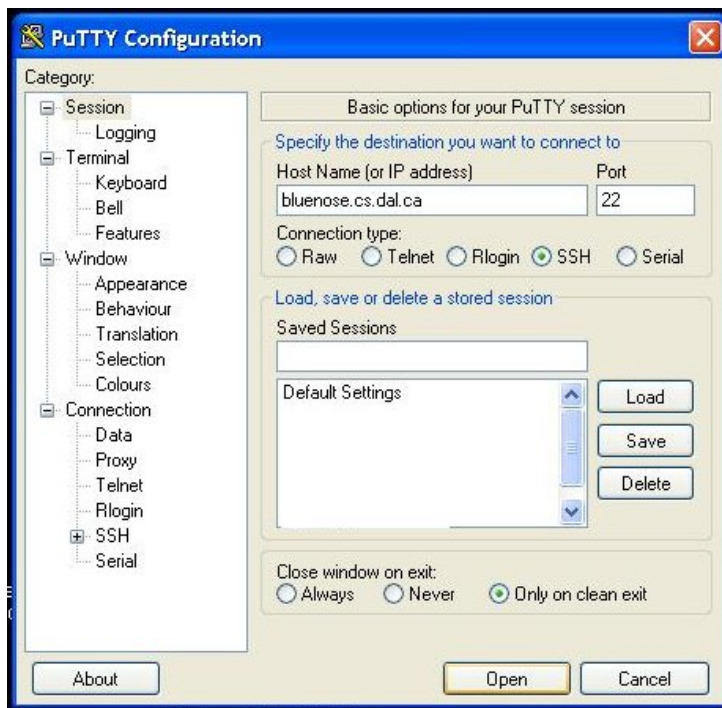 PuTTY Configuration
Category:
Session
Logging
Terminal
Keyboard
Bell
Features
Window
Appearance
Behaviour
Translation
Selection
Colours
Connection
Data
Proxy
Telnet
Rlogin
SSH
Serial
Basic options for your PuTTY session
Specify the destination you want to connect to
Host Name (or IP address) Port
bluenose.cs.dal.ca 22
Connection type:
Raw Telnet Rlogin SSH Serial
Load, save or delete a stored session
Saved Sessions
Default Settings
Load
Save
Delete
Close window on exit:
Always Never Only on clean exit
About Open Cancel